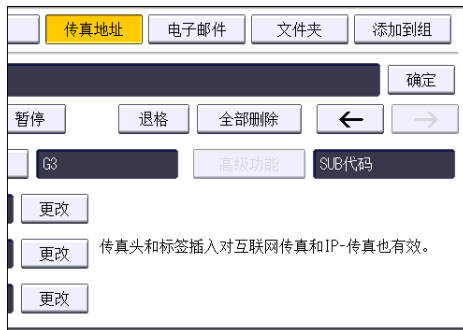 传真地址 电子邮件 文件夹 添加到组
确定
暂停 退格 全部删除 ← →
G3 高级功能 SUB代码
更改
更改 传真头和标签插入对互联网传真和IP-传真也有效。
更改